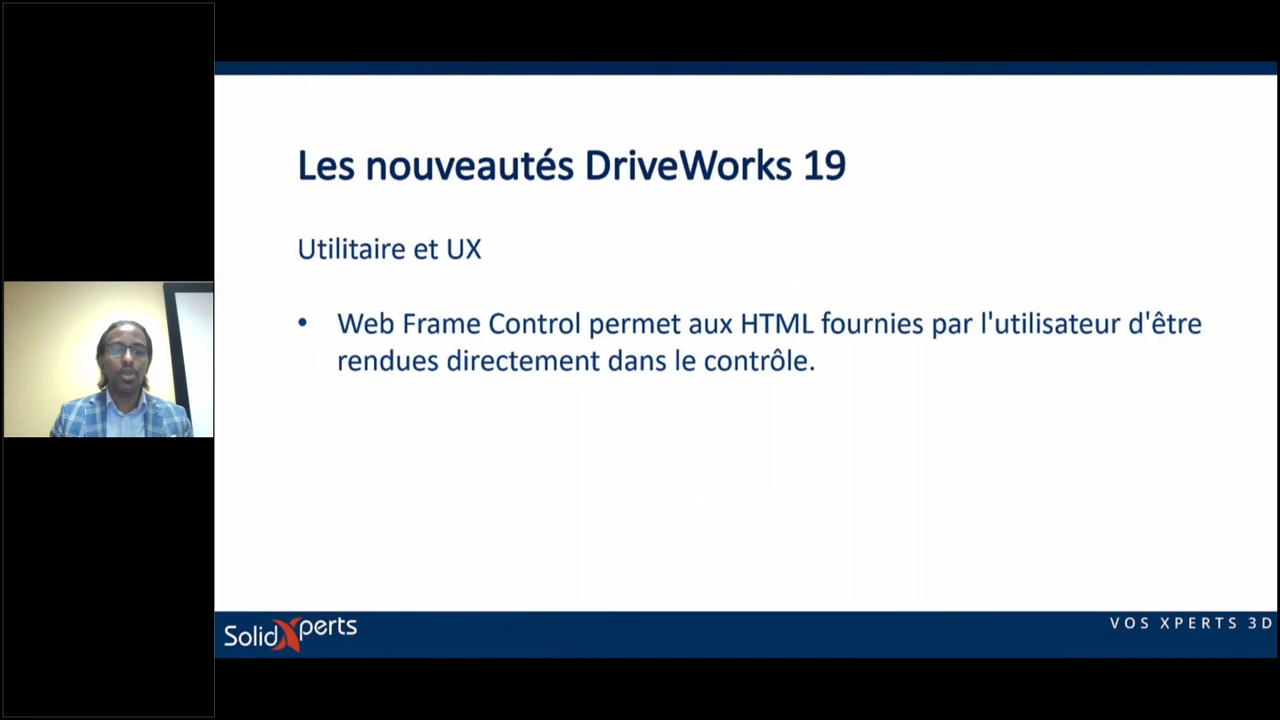 Les nouveautés DriveWorks 19
Utilitaire et UX
• Web Frame Control permet aux HTML fournies par l'utilisateur d'être
rendues directement dans le contrôle.
SolidXperts
VOS XPERTS 3D